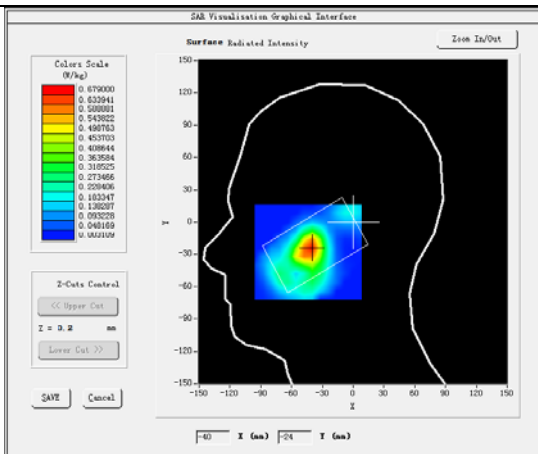 SAR Visualisation Graphical Interface
Surface Radiated Intensity
Zoom In/Out
Colors Scale
(W/kg)
0.679000
0.633941
0.588881
0.543822
0.498763
0.453703
0.408644
0.363584
0.318525
0.273466
0.228406
0.183347
0.138287
0.093228
0.048169
0.003109
Z-Cuts Control
<< Upper Cut
Z = 0.2 mm
Lower Cut >>
SAVE Cancel
150
120
90
60
30
0
-30
-60
-90
-120
-150
Y
-150 -120 -90 -60 -30 0 30 60 90 120 150
X
-40 X (mm) -24 Y (mm)